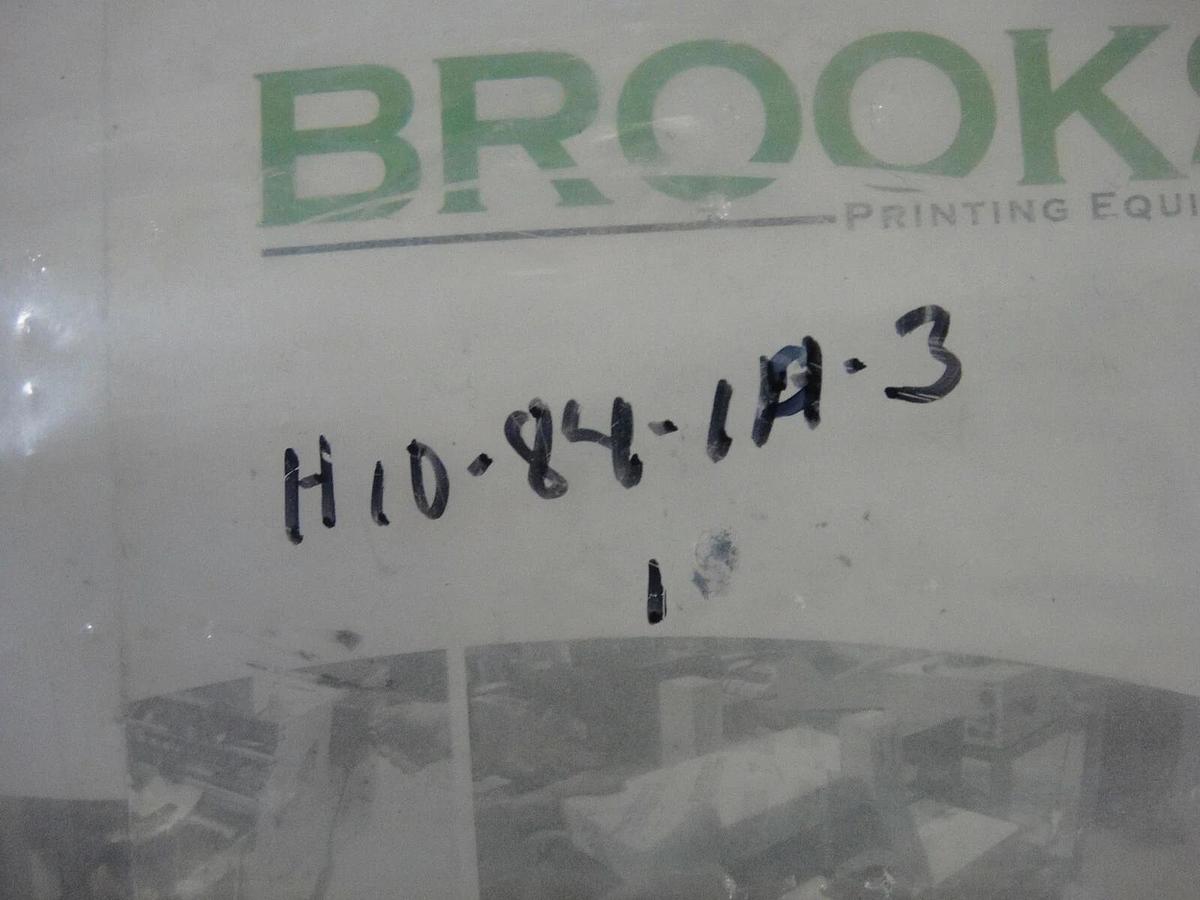 BROOKS
PRINTING EQUI
H10-84-1A-3
1